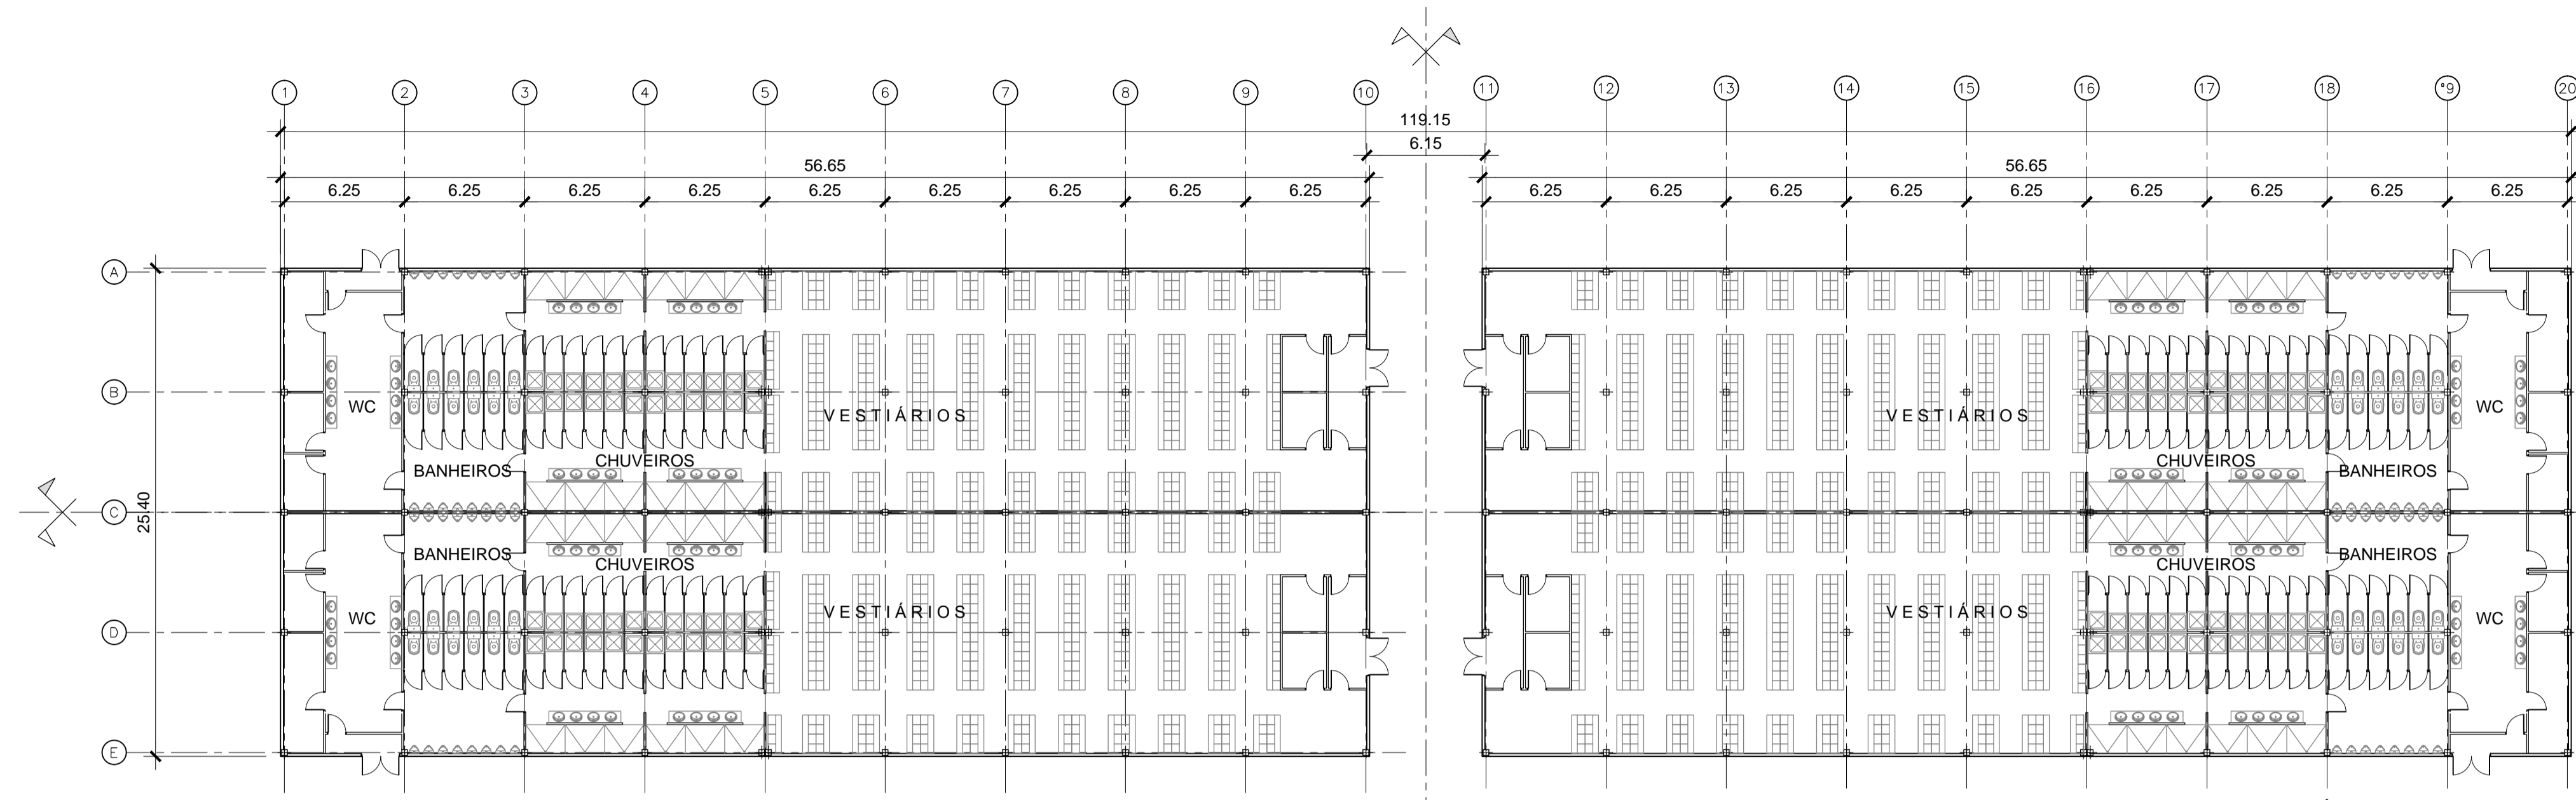 1 2 3 4 5 6 7 8 9 10 11 12 13 14 15 16 17 18 '9 20
119.15
6.15
56.65 56.65
6.25 6.25 6.25 6.25 6.25 6.25 6.25 6.25 6.25 6.25 6.25 6.25 6.25 6.25 6.25 6.25 6.25 6.25
A
B
WC VESTIÁRIOS VESTIÁRIOS WC
CHUVEIROS CHUVEIROS
BANHEIROS BANHEIROS
C
25.40
BANHEIROS BANHEIROS
CHUVEIROS CHUVEIROS
WC VESTIÁRIOS VESTIÁRIOS WC
D
E